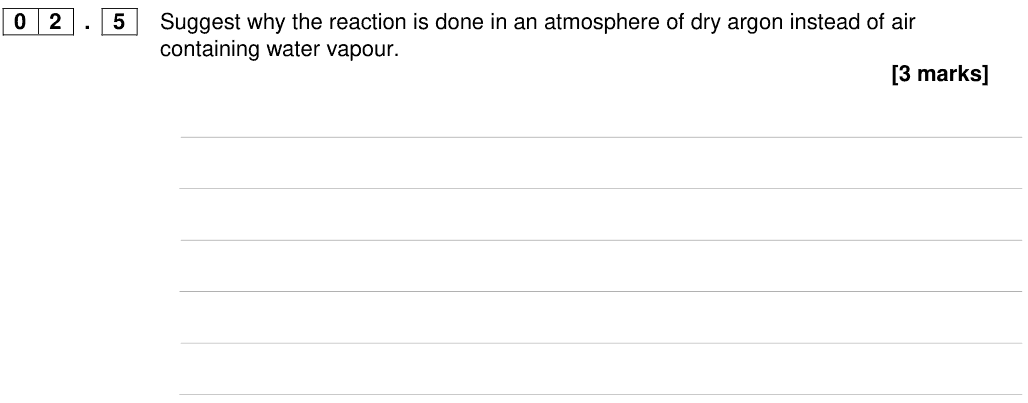 0 2 . 5 Suggest why the reaction is done in an atmosphere of dry argon instead of air
containing water vapour.
[3 marks]